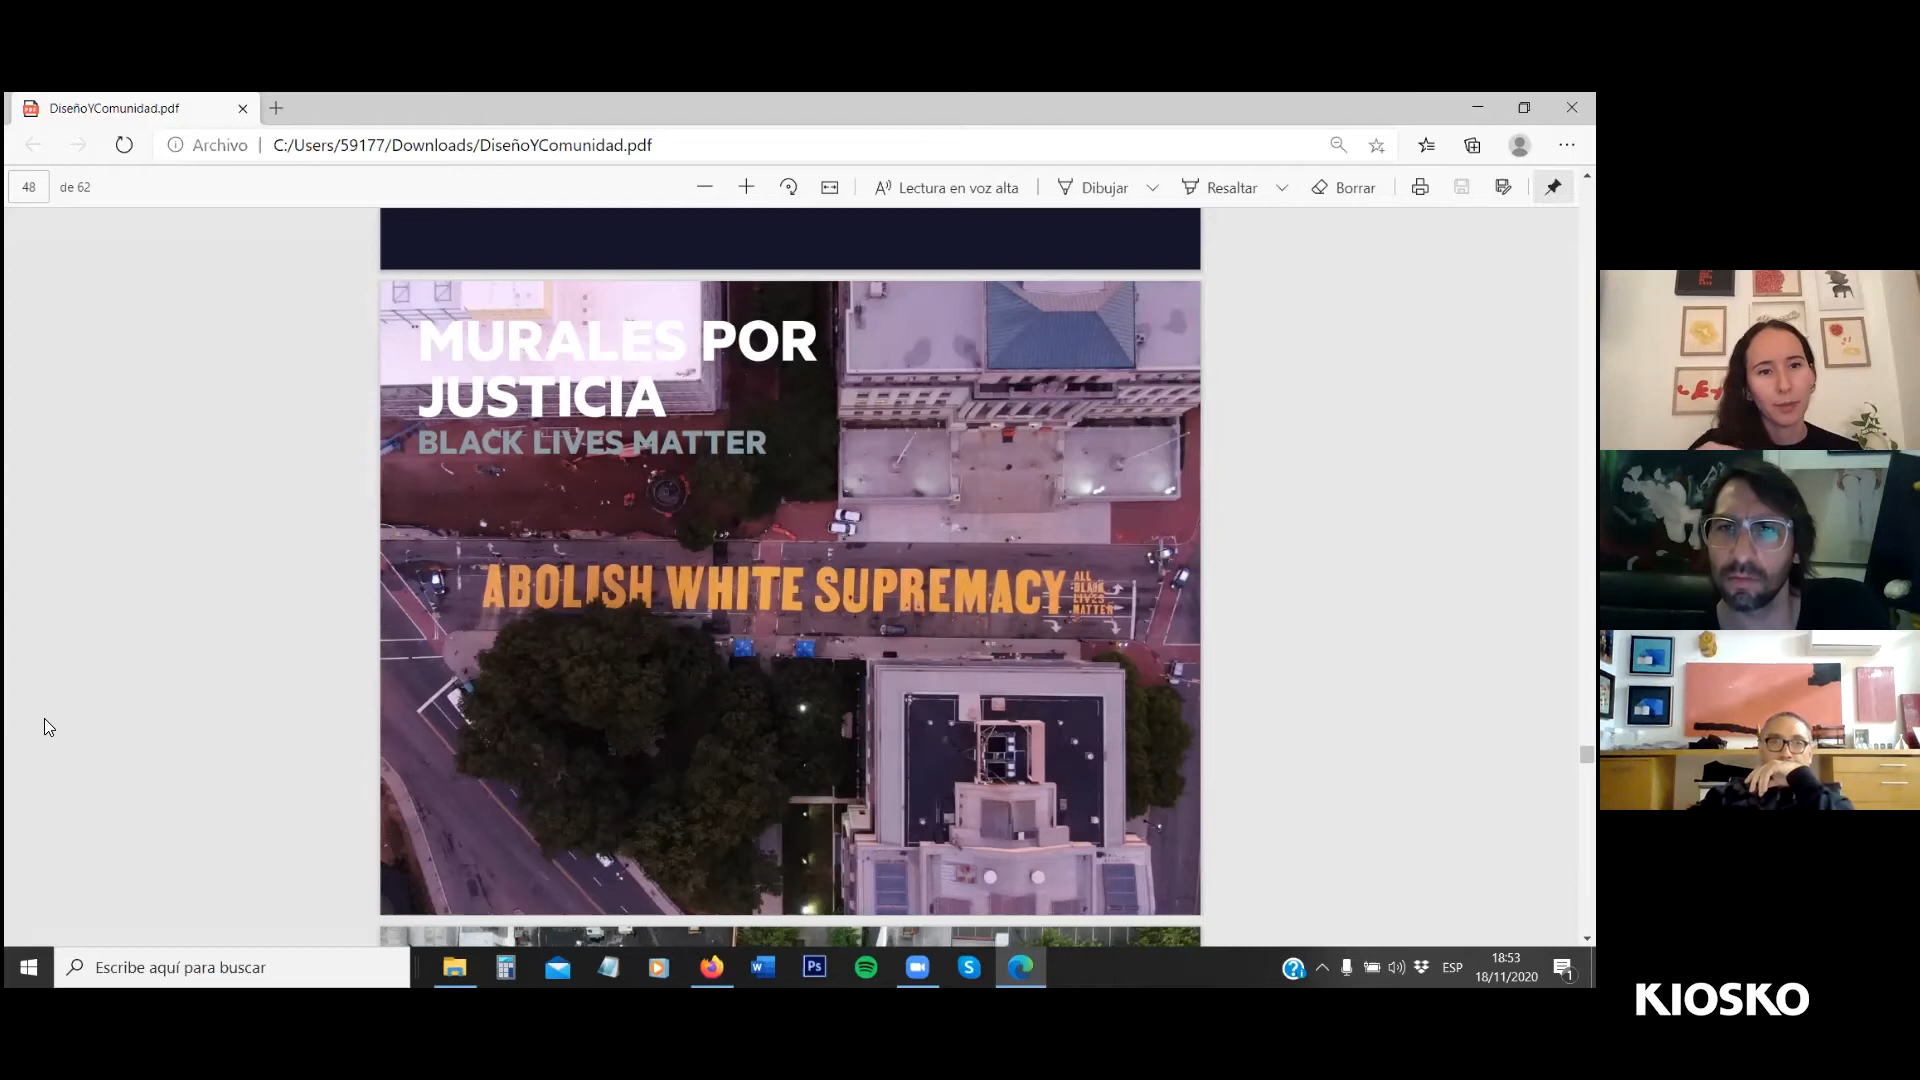 DiseñoYComunidad.pdf
Archivo | C:/Users/59177/Downloads/DiseñoYComunidad.pdf
48 de 62
Lectura en voz alta
Dibujar
Resaltar
Borrar
MURALES POR
JUSTICIA
BLACK LIVES MATTER
ABOLISH WHITE SUPREMACY
ALL
BLACK
LIVES
MATTER
Escribe aquí para buscar
ESP
18:53
18/11/2020
1
KIOSKO